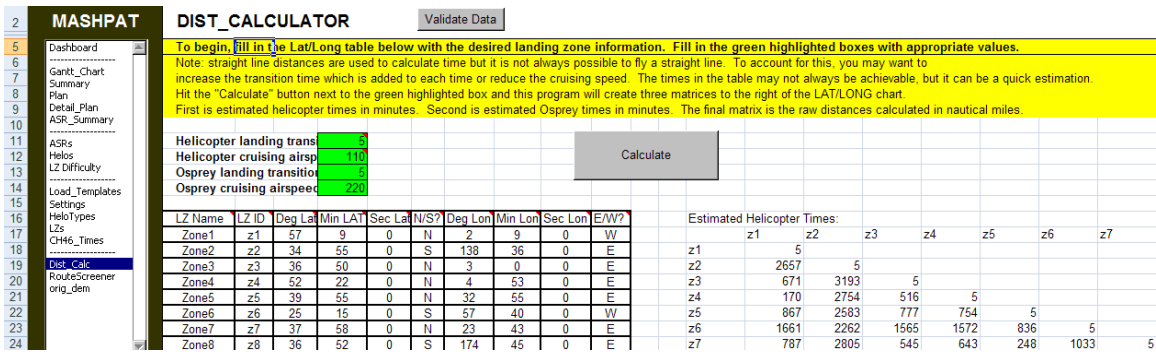 2 MASHPAT DIST_CALCULATOR Validate Data
5 Dashboard To begin, fill in the Lat/Long table below with the desired landing zone information. Fill in the green highlighted boxes with appropriate values.
6 ------------------ Note: straight line distances are used to calculate time but it is not always possible to fly a straight line. To account for this, you may want to
7 Gantt_Chart Summary increase the transition time which is added to each time or reduce the cruising speed. The times in the table may not always be achievable, but it can be a quick estimation.
8 Plan Hit the "Calculate" button next to the green highlighted box and this program will create three matrices to the right of the LAT/LONG chart.
9 Detail_Plan First is estimated helicopter times in minutes. Second is estimated Osprey times in minutes. The final matrix is the raw distances calculated in nautical miles.
10 ASR_Summary ------------------
11 ASRs Helicopter landing transi 5
12 Helos Helicopter cruising airsp 110 Calculate
13 LZ Difficulty ------------------ Osprey landing transition 5
14 Load_Templates Osprey cruising airspeed 220
15 Settings
16 HeloTypes LZ Name LZ ID Deg Lat Min LAT Sec Lat N/S? Deg Lon Min Lon Sec Lon E/W? Estimated Helicopter Times:
17 LZs Zone1 z1 57 9 0 N 2 9 0 W z1 z2 z3 z4 z5 z6 z7
18 CH46_Times ------------------ Zone2 z2 34 55 0 S 138 36 0 E z1 5
19 Dist_Calc Zone3 z3 36 50 0 N 3 0 0 E z2 2657 5
20 RouteScreener Zone4 z4 52 22 0 N 4 53 0 E z3 671 3193 5
21 orig_dem Zone5 z5 39 55 0 N 32 55 0 E z4 170 2754 516 5
22 Zone6 z6 25 15 0 S 57 40 0 W z5 867 2583 777 754 5
23 Zone7 z7 37 58 0 N 23 43 0 E z6 1661 2262 1565 1572 836 5
24 Zone8 z8 36 52 0 S 174 45 0 E z7 787 2805 545 643 248 1033 5